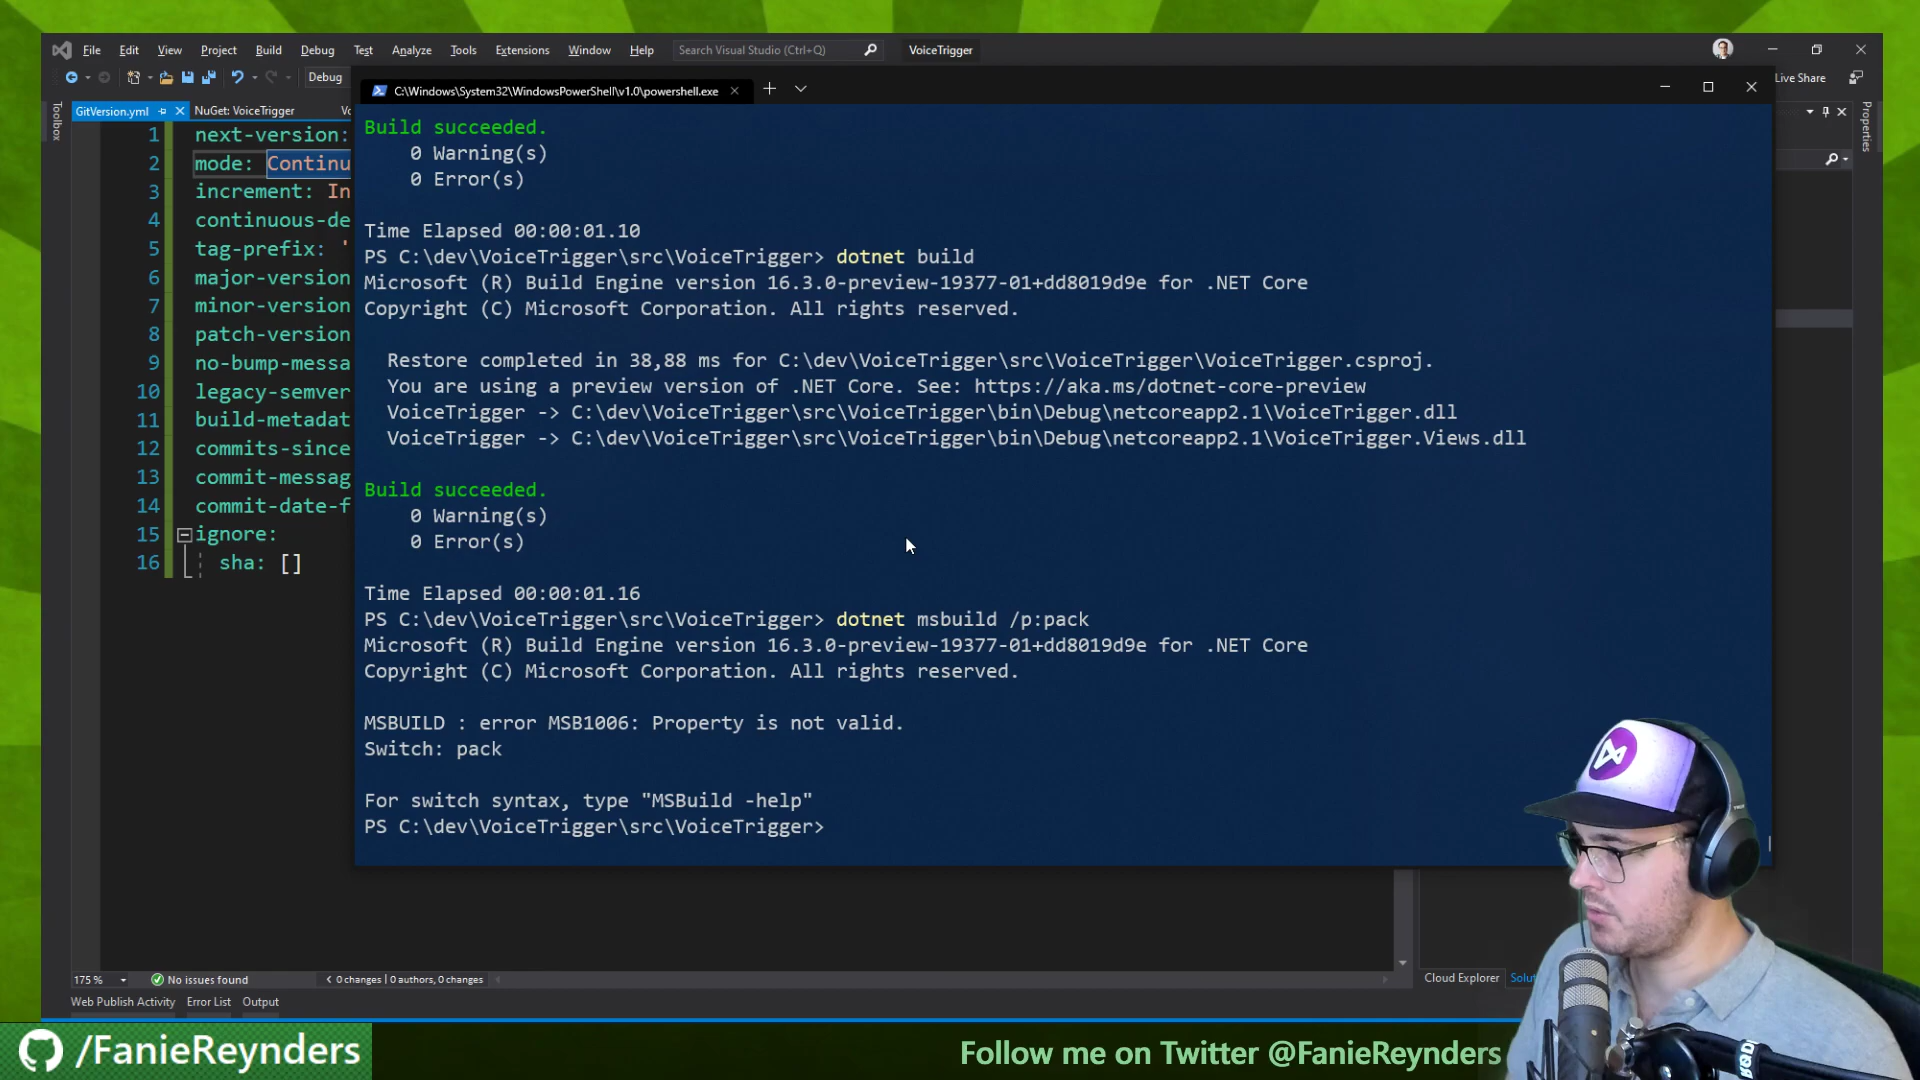 File Edit View Project Build Debug Test Analyze Tools Extensions Window Help Search Visual Studio (Ctrl+Q) VoiceTrigger
Debug
Live Share
C:\Windows\System32\WindowsPowerShell\v1.0\powershell.exe
Toolbox
GitVersion.yml NuGet: VoiceTrigger
Properties
1 next-version:
2 mode: Continu
3 increment: In
4 continuous-de
5 tag-prefix: '
6 major-version
7 minor-version
8 patch-version
9 no-bump-messa
10 legacy-semver
11 build-metadat
12 commits-since
13 commit-messag
14 commit-date-f
15 ignore:
16 sha: []
Build succeeded.
0 Warning(s)
0 Error(s)
Time Elapsed 00:00:01.10
PS C:\dev\VoiceTrigger\src\VoiceTrigger> dotnet build
Microsoft (R) Build Engine version 16.3.0-preview-19377-01+dd8019d9e for .NET Core
Copyright (C) Microsoft Corporation. All rights reserved.
Restore completed in 38,88 ms for C:\dev\VoiceTrigger\src\VoiceTrigger\VoiceTrigger.csproj.
You are using a preview version of .NET Core. See: https://aka.ms/dotnet-core-preview
VoiceTrigger -> C:\dev\VoiceTrigger\src\VoiceTrigger\bin\Debug\netcoreapp2.1\VoiceTrigger.dll
VoiceTrigger -> C:\dev\VoiceTrigger\src\VoiceTrigger\bin\Debug\netcoreapp2.1\VoiceTrigger.Views.dll
Build succeeded.
0 Warning(s)
0 Error(s)
Time Elapsed 00:00:01.16
PS C:\dev\VoiceTrigger\src\VoiceTrigger> dotnet msbuild /p:pack
Microsoft (R) Build Engine version 16.3.0-preview-19377-01+dd8019d9e for .NET Core
Copyright (C) Microsoft Corporation. All rights reserved.
MSBUILD : error MSB1006: Property is not valid.
Switch: pack
For switch syntax, type "MSBuild -help"
PS C:\dev\VoiceTrigger\src\VoiceTrigger>
175 % No issues found 0 changes | 0 authors, 0 changes
Cloud Explorer Solu
Web Publish Activity Error List Output
/FanieReynders
Follow me on Twitter @FanieReynders